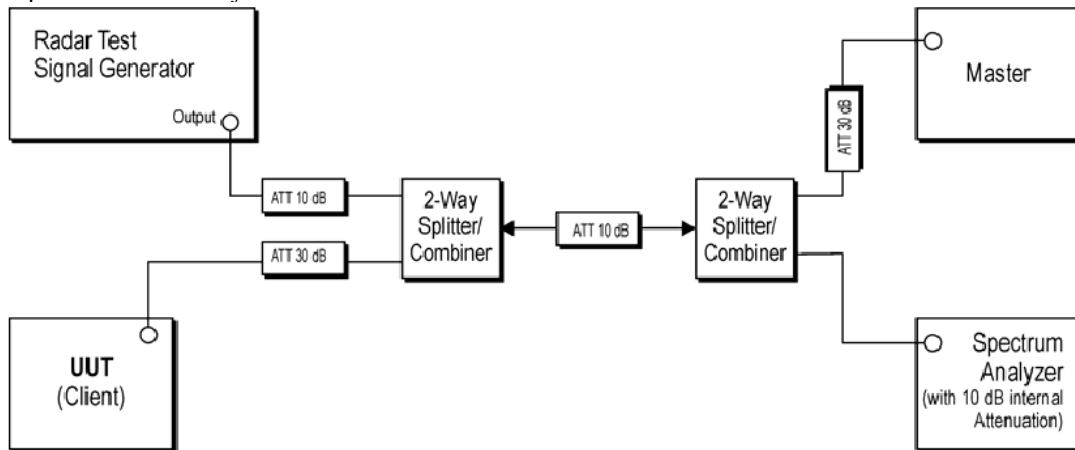 Radar Test
Signal Generator
Output
ATT 10 dB
ATT 30 dB
2-Way
Splitter/
Combiner
ATT 10 dB
2-Way
Splitter/
Combiner
ATT 30 dB
Master
UUT
(Client)
Spectrum
Analyzer
(with 10 dB internal
Attenuation)